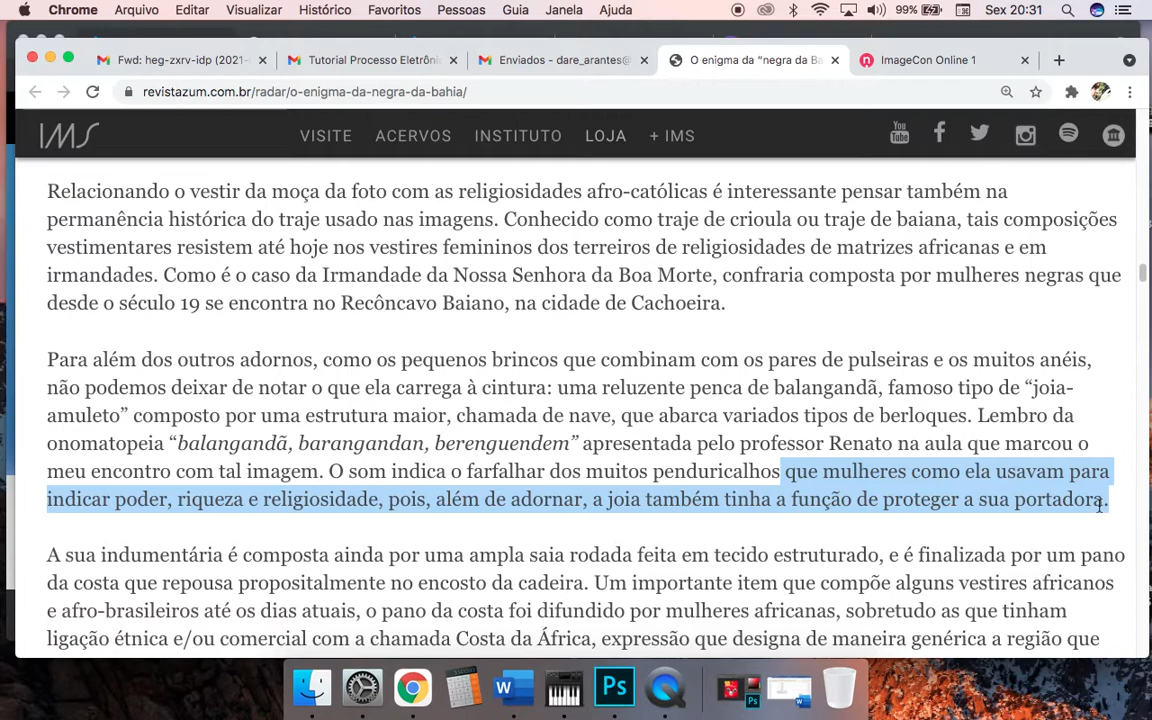 Chrome Arquivo Editar Visualizar Histórico Favoritos Pessoas Guia Janela Ajuda 99% Sex 20:31
Fwd: heg-zxrv-idp (2021- Tutorial Processo Eletrôni Enviados - dare_arantes@ O enigma da “negra da Ba ImageCon Online 1
revistazum.com.br/radar/o-enigma-da-negra-da-bahia/
IMS VISITE ACERVOS INSTITUTO LOJA + IMS You Tube
Relacionando o vestir da moça da foto com as religiosidades afro-católicas é interessante pensar também na
permanência histórica do traje usado nas imagens. Conhecido como traje de crioula ou traje de baiana, tais composições
vestimentares resistem até hoje nos vestires femininos dos terreiros de religiosidades de matrizes africanas e em
irmandades. Como é o caso da Irmandade da Nossa Senhora da Boa Morte, confraria composta por mulheres negras que
desde o século 19 se encontra no Recôncavo Baiano, na cidade de Cachoeira.
Para além dos outros adornos, como os pequenos brincos que combinam com os pares de pulseiras e os muitos anéis,
não podemos deixar de notar o que ela carrega à cintura: uma reluzente penca de balangandã, famoso tipo de “joia-
amuleto” composto por uma estrutura maior, chamada de nave, que abarca variados tipos de berloques. Lembro da
onomatopeia “balangandã, barangandan, berenguendem” apresentada pelo professor Renato na aula que marcou o
meu encontro com tal imagem. O som indica o farfalhar dos muitos penduricalhos que mulheres como ela usavam para
indicar poder, riqueza e religiosidade, pois, além de adornar, a joia também tinha a função de proteger a sua portadora.
A sua indumentária é composta ainda por uma ampla saia rodada feita em tecido estruturado, e é finalizada por um pano
da costa que repousa propositalmente no encosto da cadeira. Um importante item que compõe alguns vestires africanos
e afro-brasileiros até os dias atuais, o pano da costa foi difundido por mulheres africanas, sobretudo as que tinham
ligação étnica e/ou comercial com a chamada Costa da África, expressão que designa de maneira genérica a região que
W Ps